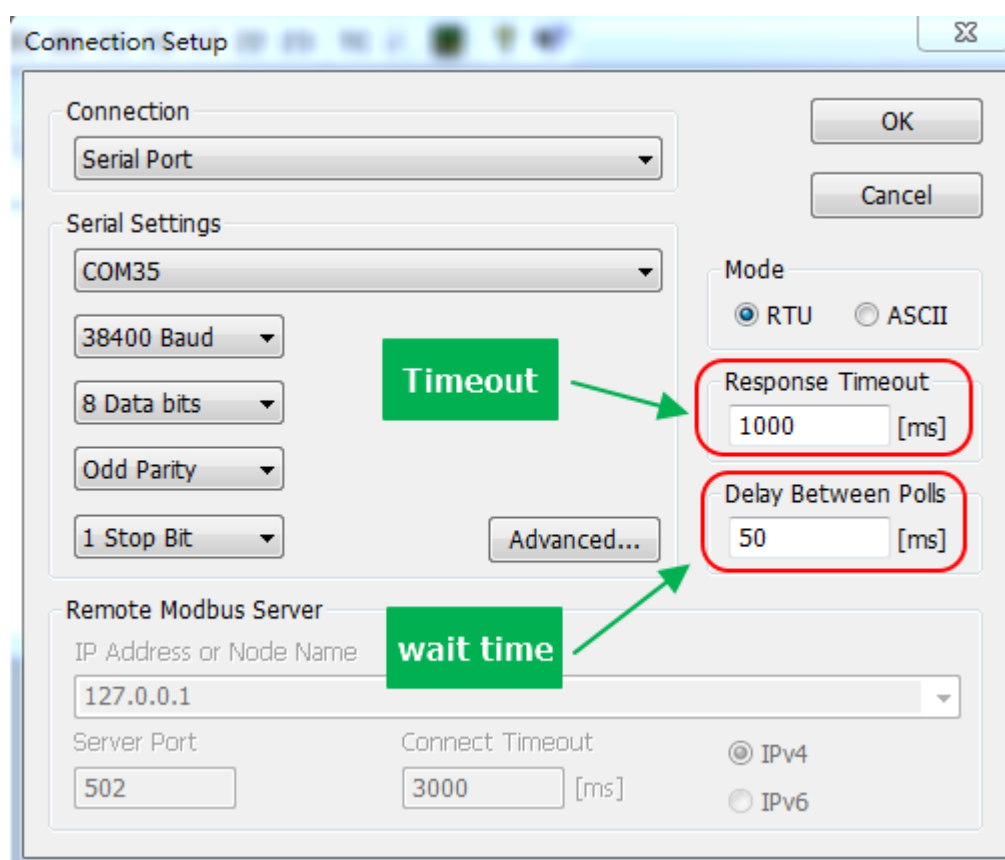 Connection Setup
Connection
OK
Serial Port
Cancel
Serial Settings
COM35
Mode
RTU
ASCII
38400 Baud
Timeout
Response Timeout
8 Data bits
1000 [ms]
Odd Parity
Delay Between Polls
1 Stop Bit
Advanced...
50 [ms]
Remote Modbus Server
IP Address or Node Name
wait time
127.0.0.1
Server Port
Connect Timeout
IPv4
502
3000 [ms]
IPv6